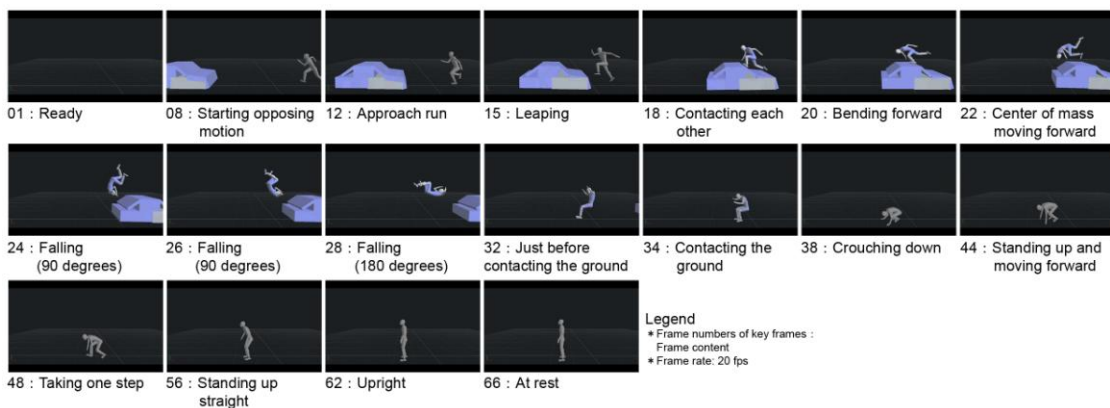 01：Ready
08：Starting opposing
motion
12：Approach run
15：Leaping
18：Contacting each
other
20：Bending forward
22：Center of mass
moving forward
24：Falling
(90 degrees)
26：Falling
(90 degrees)
28：Falling
(180 degrees)
32：Just before
contacting the ground
34：Contacting the
ground
38：Crouching down
44：Standing up and
moving forward
48：Taking one step
56：Standing up
straight
62：Upright
66：At rest
Legend
＊Frame numbers of key frames：
Frame content
＊Frame rate: 20 fps